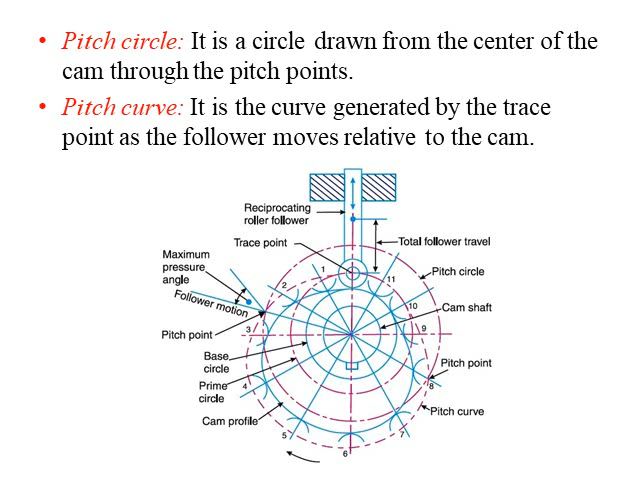 • Pitch circle: It is a circle drawn from the center of the
cam through the pitch points.
• Pitch curve: It is the curve generated by the trace
point as the follower moves relative to the cam.
Reciprocating
roller follower
Trace point
Total follower travel
Maximum
pressure
angle
Follower motion
Pitch circle
Cam shaft
Pitch point
Base
circle
Prime
circle
Cam profile
Pitch point
Pitch curve
1
2
3
4
5
6
7
8
9
10
11